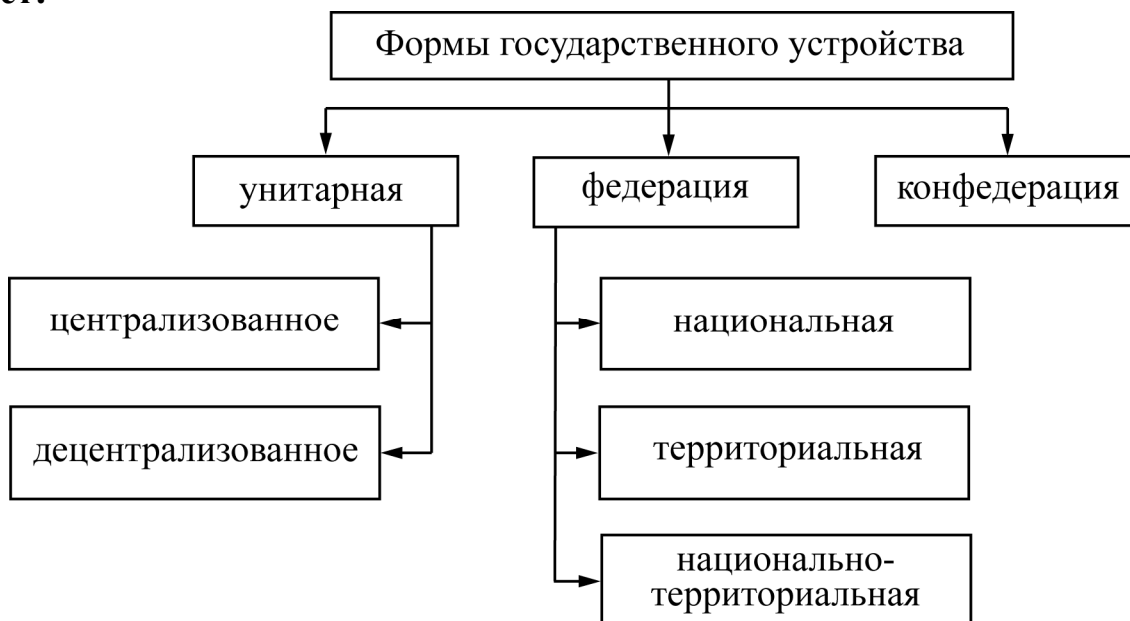 Формы государственного устройства
унитарная
федерация
конфедерация
централизованное
национальная
децентрализованное
территориальная
национально-
территориальная